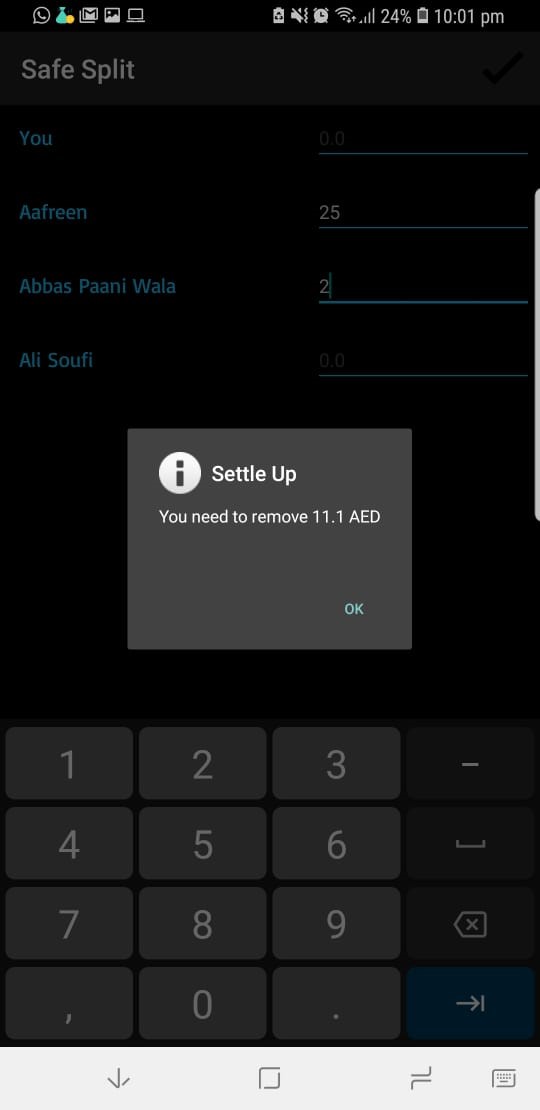 24% 10:01 pm
Safe Split
You 0.0
Aafreen 25
Abbas Paani Wala 2
Ali Soufi 0.0
Settle Up
You need to remove 11.1 AED
OK
1 2 3 -
4 5 6
7 8 9
, 0 .